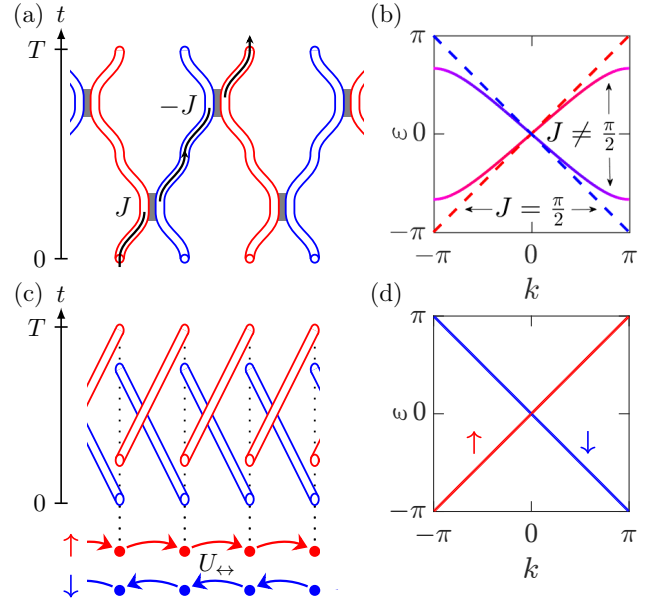 (a) t
T
−J
J
0
(b)
π
ε 0
−π
J ≠ π/2
J = π/2
−π 0 π
k
(c) t
T
0
↑
U↔
↓
(d)
π
ε 0
−π
↑ ↓
−π 0 π
k